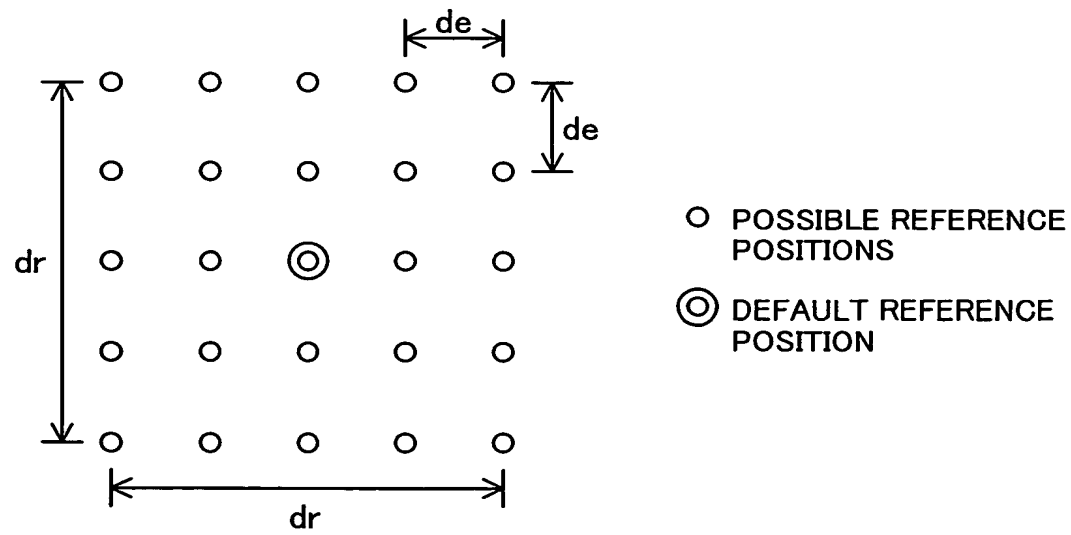 de
de
dr
POSSIBLE REFERENCE
POSITIONS
DEFAULT REFERENCE
POSITION
dr